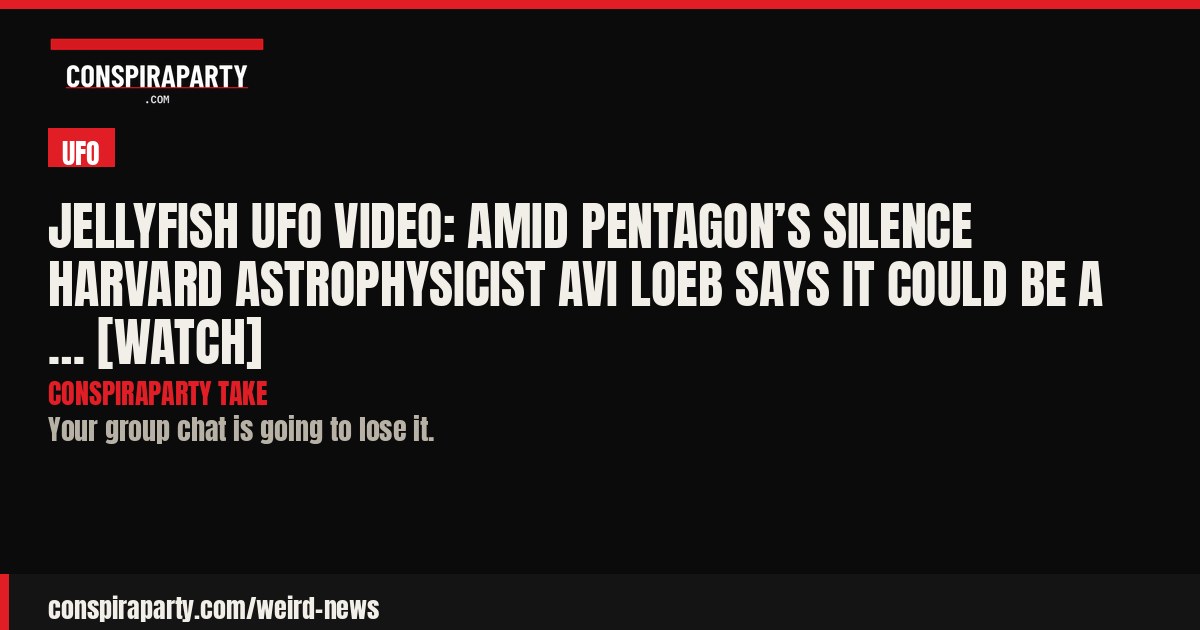 CONSPIRAPARTY
.COM
UFO
JELLYFISH UFO VIDEO: AMID PENTAGON’S SILENCE
HARVARD ASTROPHYSICIST AVI LOEB SAYS IT COULD BE A
... [WATCH]
CONSPIRAPARTY TAKE
Your group chat is going to lose it.
conspiraparty.com/weird-news